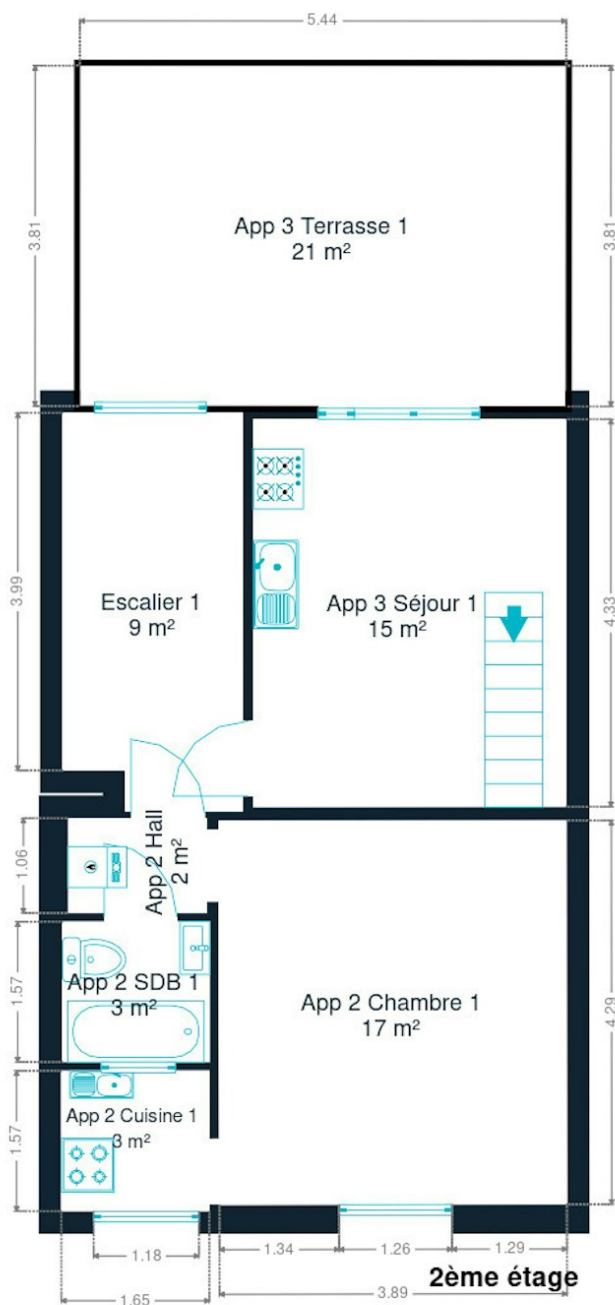 5.44
3.81
3.81
App 3 Terrasse 1
21 m²
3.99
Escalier 1
9 m²
App 3 Séjour 1
15 m²
4.33
1.06
App 2 Hall
2 m²
1.57
App 2 SDB 1
3 m²
App 2 Chambre 1
17 m²
4.29
1.57
App 2 Cuisine 1
3 m²
1.18
1.34
1.26
1.29
1.65
3.89
2ème étage